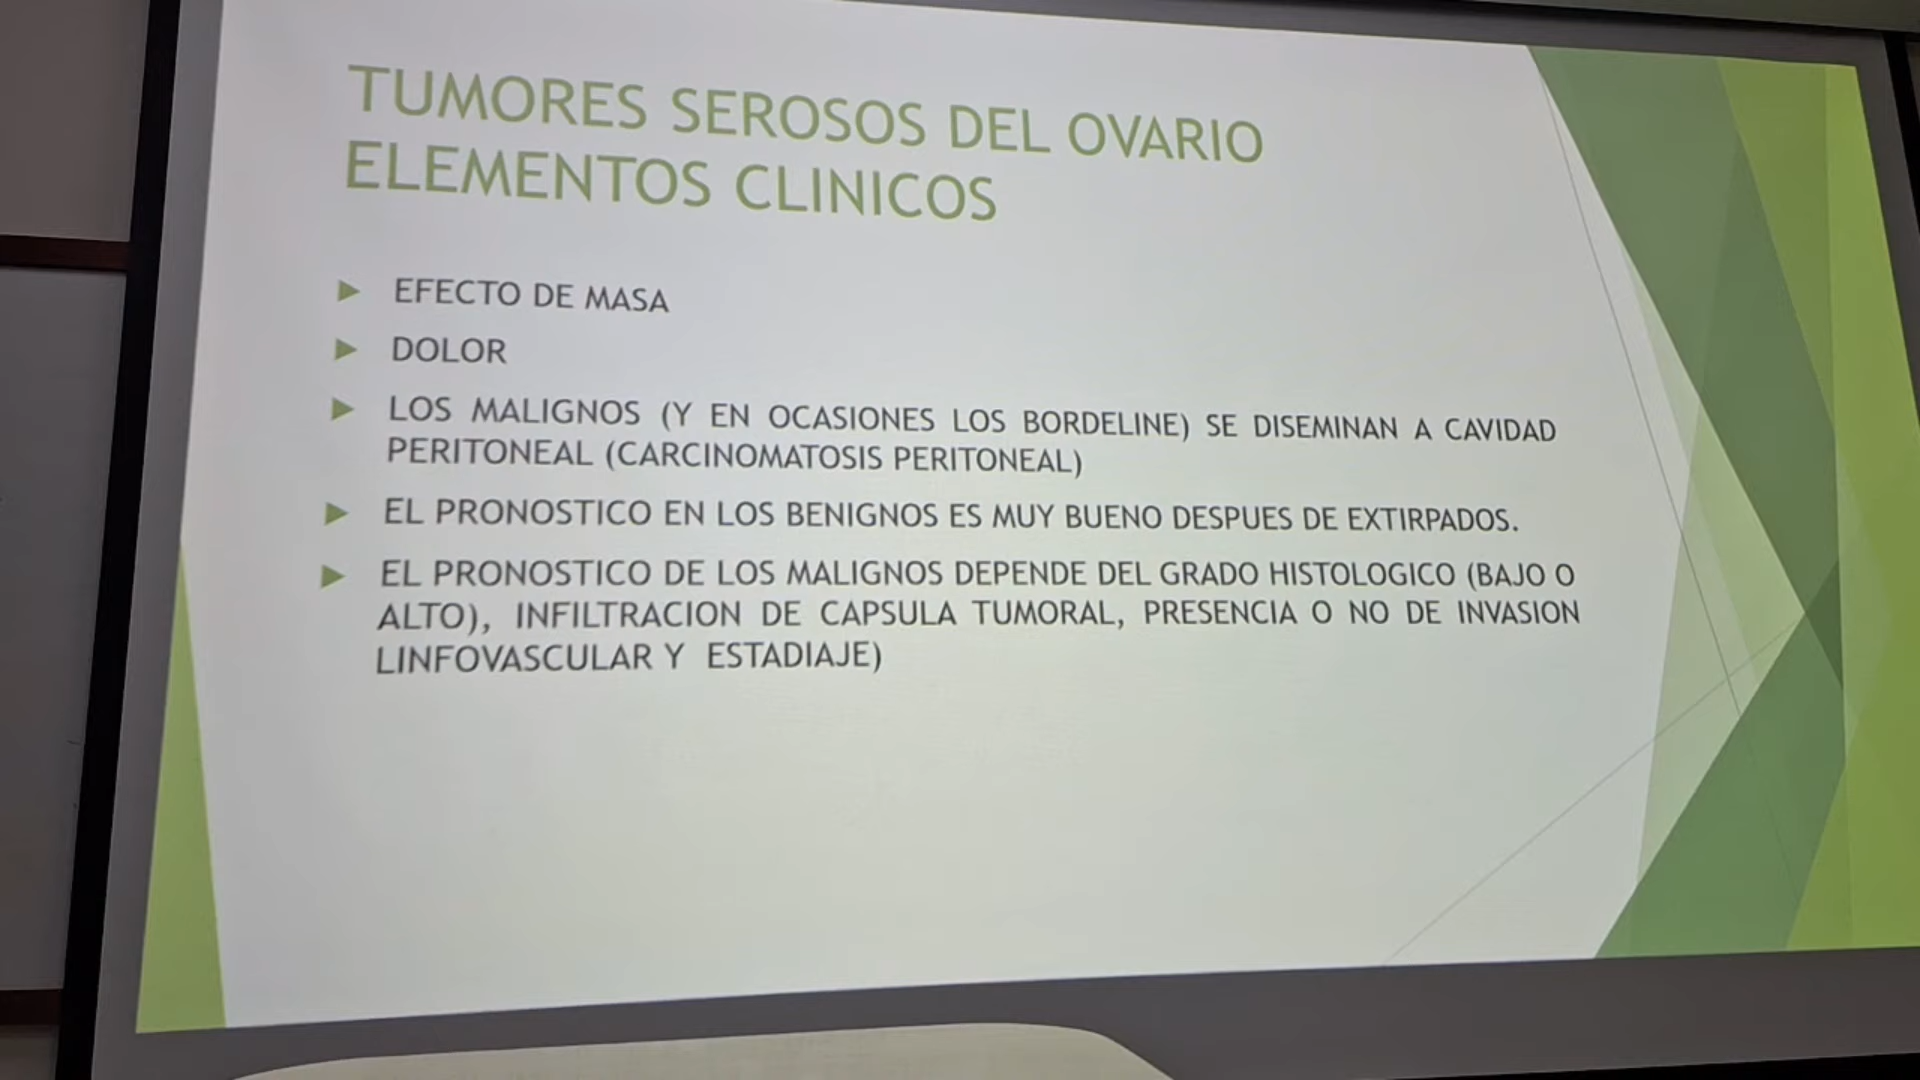 TUMORES SEROSOS DEL OVARIO
ELEMENTOS CLINICOS
EFECTO DE MASA
DOLOR
LOS MALIGNOS (Y EN OCASIONES LOS BORDELINE) SE DISEMINAN A CAVIDAD
PERITONEAL (CARCINOMATOSIS PERITONEAL)
EL PRONOSTICO EN LOS BENIGNOS ES MUY BUENO DESPUES DE EXTIRPADOS.
EL PRONOSTICO DE LOS MALIGNOS DEPENDE DEL GRADO HISTOLOGICO (BAJO O
ALTO), INFILTRACION DE CAPSULA TUMORAL, PRESENCIA O NO DE INVASION
LINFOVASCULAR Y ESTADIAJE)